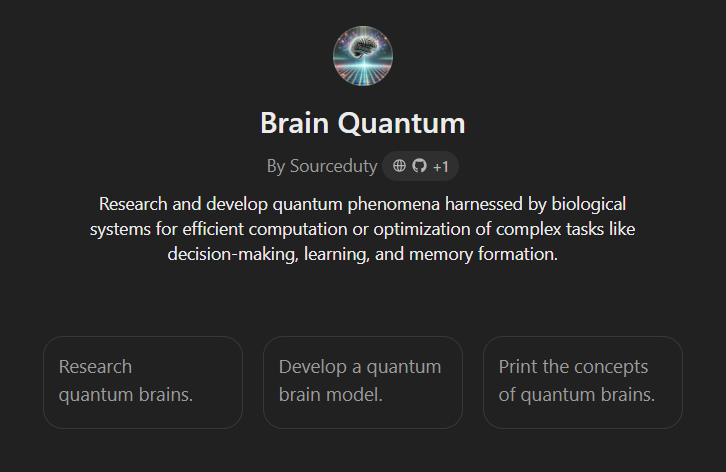 Brain Quantum
By Sourceduty +1
Research and develop quantum phenomena harnessed by biological
systems for efficient computation or optimization of complex tasks like
decision-making, learning, and memory formation.
Research
quantum brains.
Develop a quantum
brain model.
Print the concepts
of quantum brains.